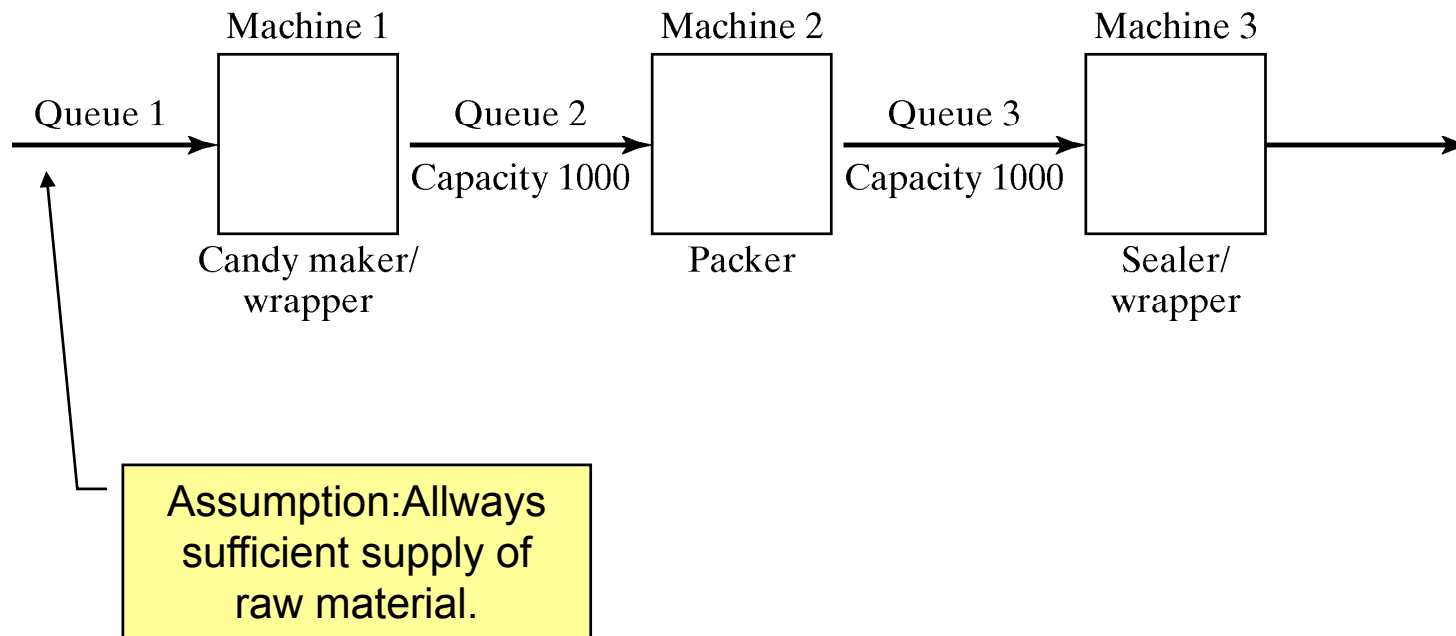 Machine 1
Machine 2
Machine 3
Queue 1
Queue 2
Queue 3
Capacity 1000
Capacity 1000
Candy maker/
wrapper
Packer
Sealer/
wrapper
Assumption:Allways
sufficient supply of
raw material.